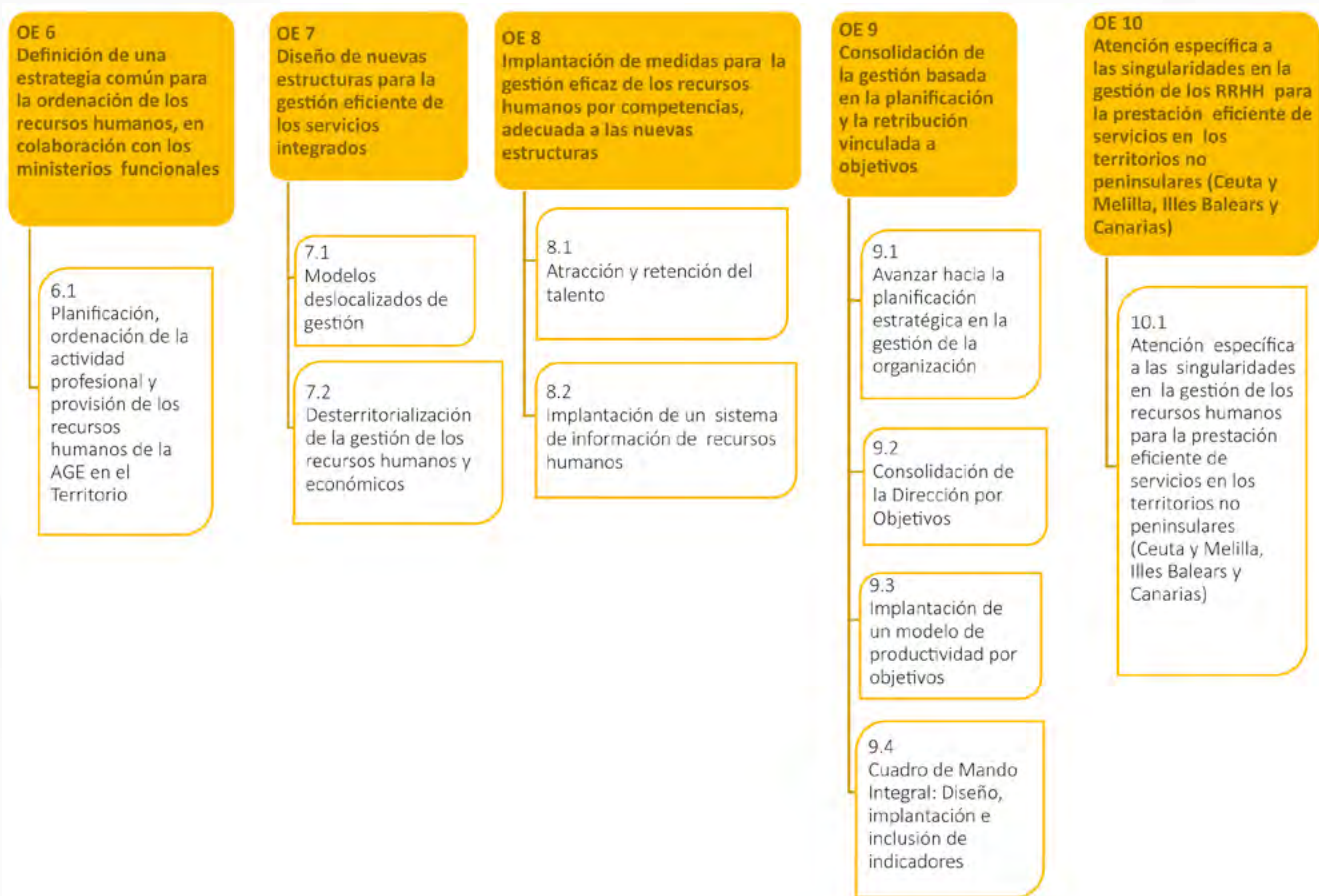 OE 6
Definición de una
estrategia común para
la ordenación de los
recursos humanos, en
colaboración con los
ministerios funcionales
6.1
Planificación,
ordenación de la
actividad
profesional y
provisión de los
recursos
humanos de la
AGE en el
Territorio
OE 7
Diseño de nuevas
estructuras para la
gestión eficiente de
los servicios
integrados
7.1
Modelos
deslocalizados de
gestión
7.2
Desterritorialización
de la gestión de los
recursos humanos y
económicos
OE 8
Implantación de medidas para la
gestión eficaz de los recursos
humanos por competencias,
adecuada a las nuevas
estructuras
8.1
Atracción y retención del
talento
8.2
Implantación de un sistema
de información de recursos
humanos
OE 9
Consolidación de
la gestión basada
en la planificación
y la retribución
vinculada a
objetivos
9.1
Avanzar hacia la
planificación
estratégica en la
gestión de la
organización
9.2
Consolidación de
la Dirección por
Objetivos
9.3
Implantación de
un modelo de
productividad por
objetivos
9.4
Cuadro de Mando
Integral: Diseño,
implantación e
inclusión de
indicadores
OE 10
Atención específica a
las singularidades en la
gestión de los RRHH para
la prestación eficiente de
servicios en los
territorios no
peninsulares (Ceuta y
Melilla, Illes Balears y
Canarias)
10.1
Atención específica
a las singularidades
en la gestión de los
recursos humanos
para la prestación
eficiente de
servicios en los
territorios no
peninsulares
(Ceuta y Melilla,
Illes Balears y
Canarias)